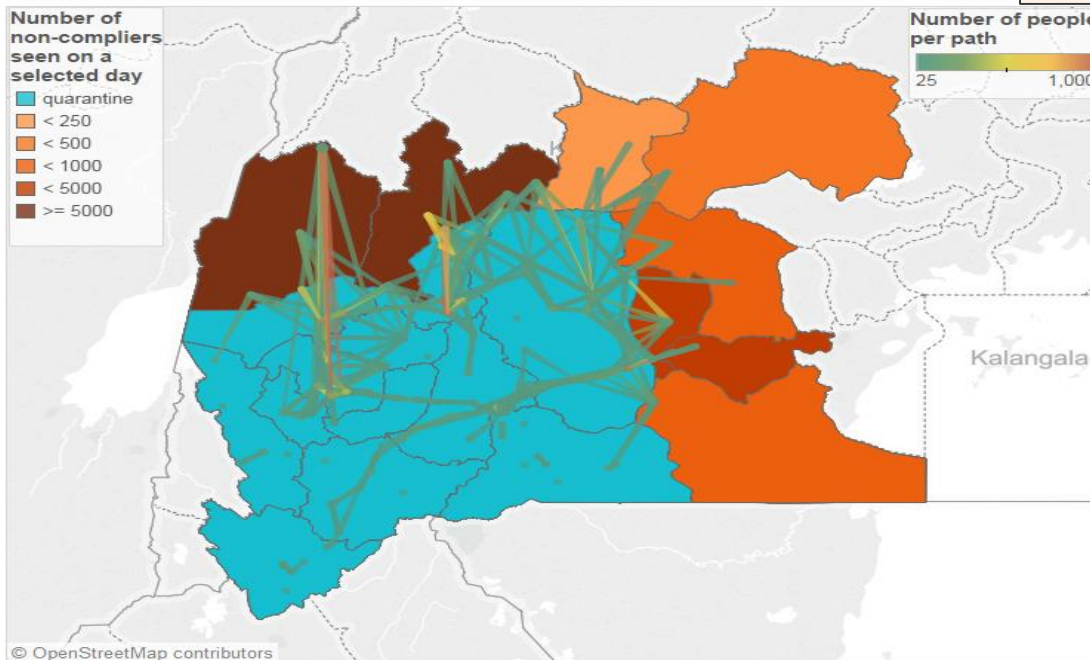 Number of
non-compliers
seen on a
selected day
quarantine
< 250
< 500
< 1000
< 5000
>= 5000
Number of people
per path
25 1,000
K
Kalangala
© OpenStreetMap contributors